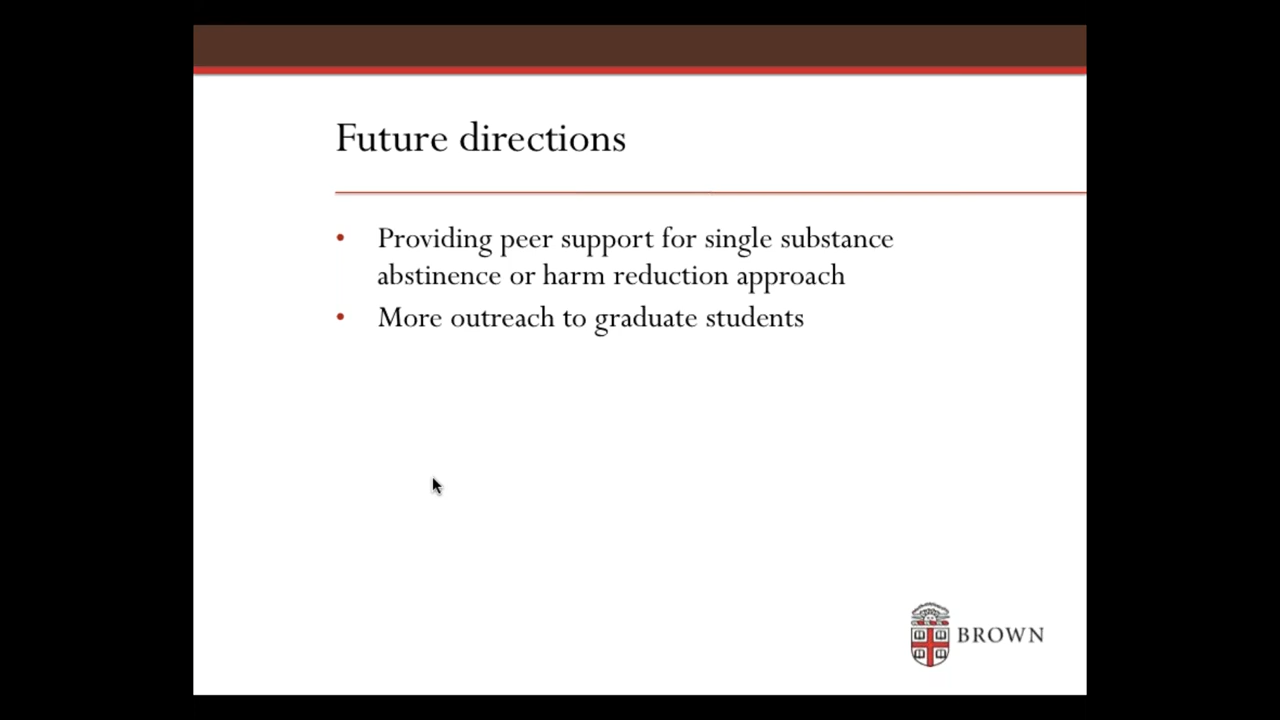 Future directions
• Providing peer support for single substance
abstinence or harm reduction approach
• More outreach to graduate students
BROWN